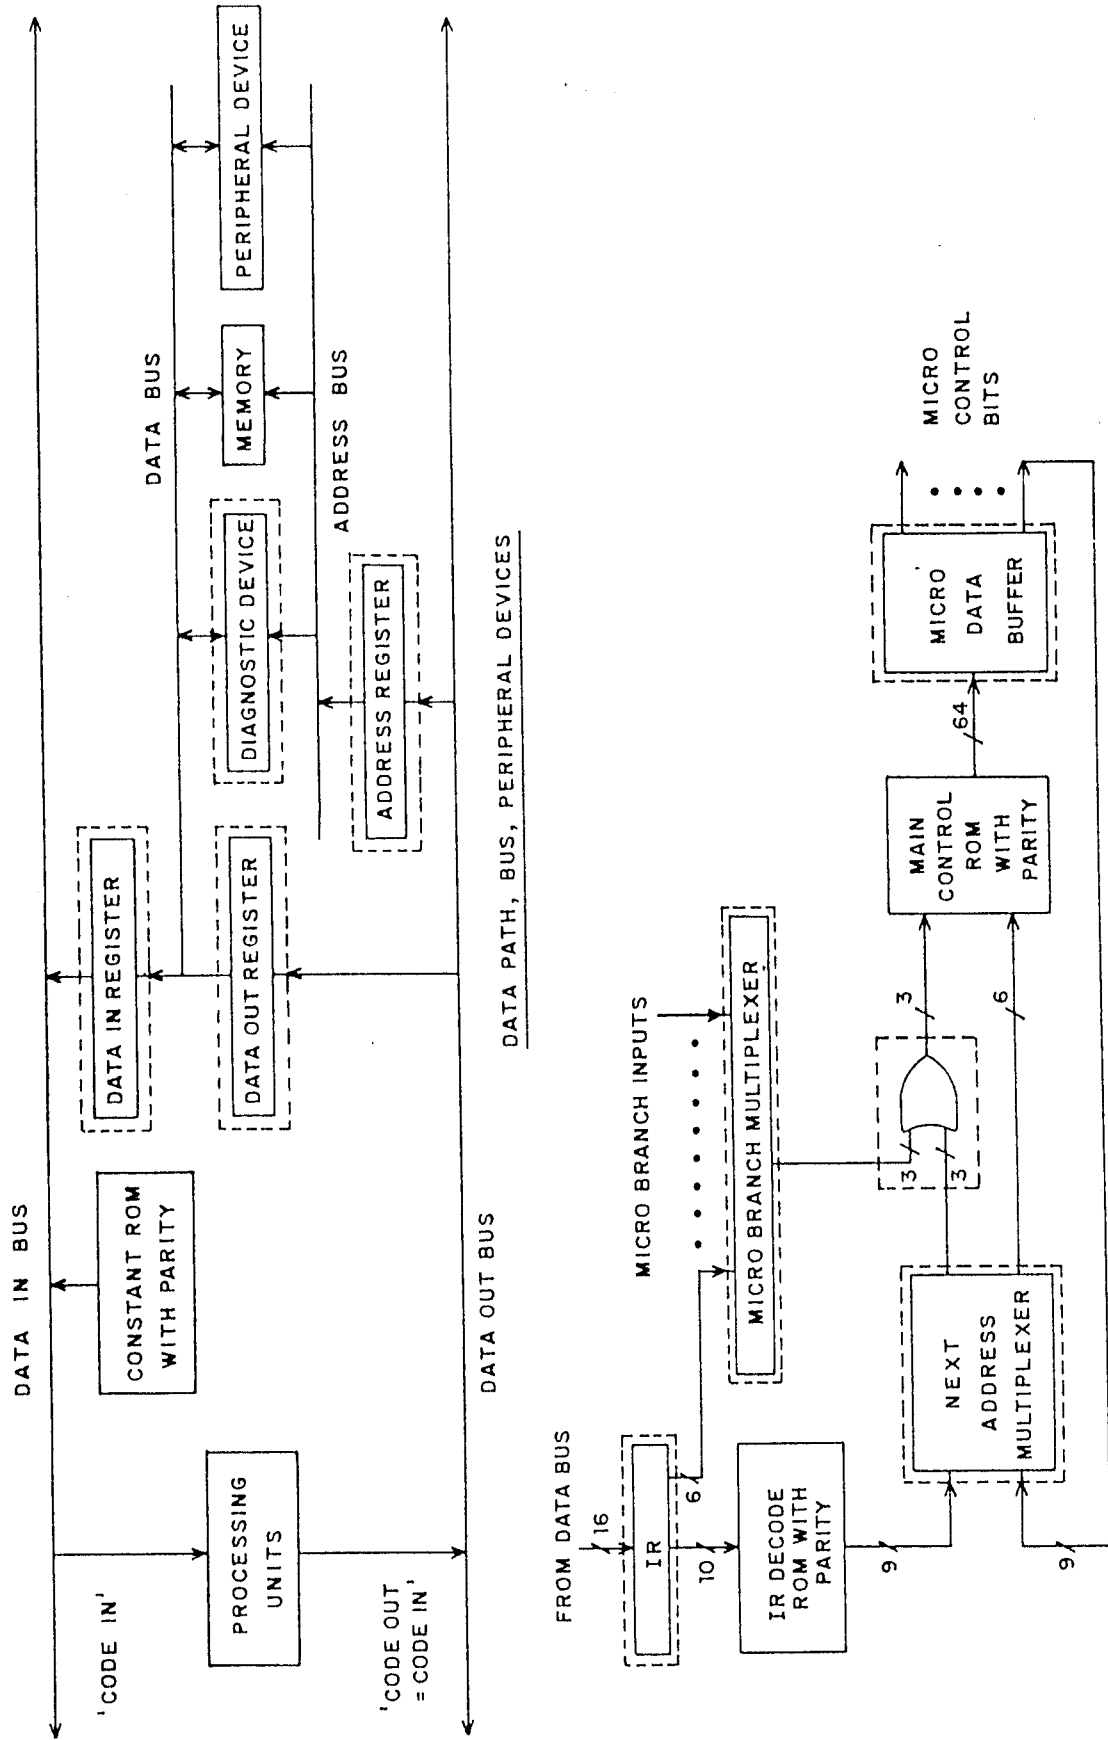 DATA IN BUS
'CODE IN'
PROCESSING
UNITS
'CODE OUT
= CODE IN'
CONSTANT ROM
WITH PARITY
DATA IN REGISTER
DATA OUT REGISTER
DATA OUT BUS
DATA BUS
DIAGNOSTIC DEVICE
ADDRESS REGISTER
MEMORY
ADDRESS BUS
PERIPHERAL DEVICE
DATA PATH, BUS, PERIPHERAL DEVICES
FROM DATA BUS
16
IR
6
10
IR DECODE
ROM WITH
PARITY
9
9
MICRO BRANCH INPUTS
MICRO BRANCH MULTIPLEXER
NEXT
ADDRESS
MULTIPLEXER
3
3
3
6
MAIN
CONTROL
ROM
WITH
PARITY
64
MICRO
DATA
BUFFER
MICRO
CONTROL
BITS